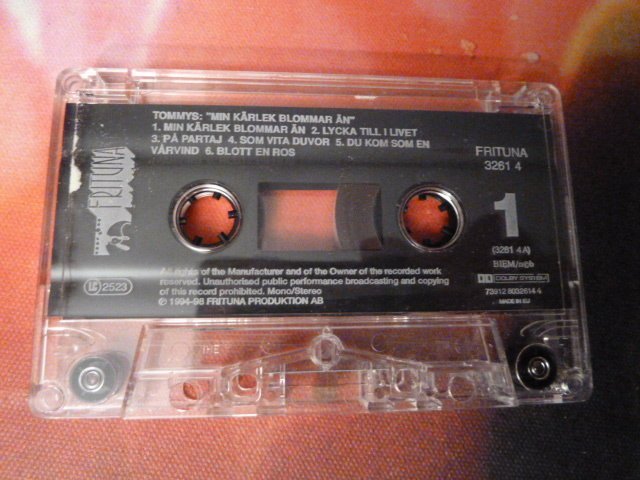 TOMMYS: "MIN KÄRLEK BLOMMAR ÄN"
1. MIN KÄRLEK BLOMMAR ÄN 2. LYCKA TILL I LIVET
3. PÅ PARTAJ 4. SOM VITA DUVOR 5. DU KOM SOM EN
VÅRVIND 6. BLOTT EN ROS
FRITUNA
FRITUNA
3261 4
1
(3261 4A)
BIEM/ncb
DOLBY SYSTEM
73912 6032614 4
MADE IN EU
LC 2523
All rights of the Manufacturer and of the Owner of the recorded work
reserved. Unauthorised public performance broadcasting and copying
of this record prohibited. Mono/Stereo
℗ 1994-98 FRITUNA PRODUKTION AB